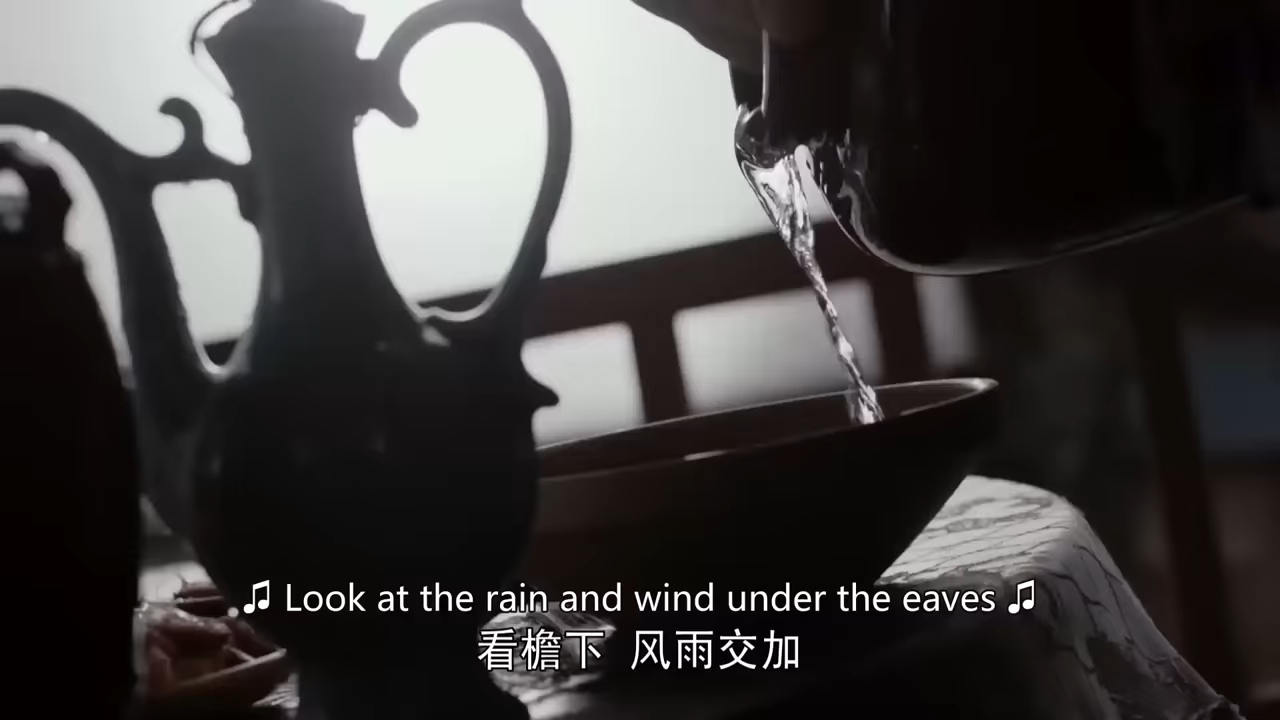 ♫ Look at the rain and wind under the eaves ♫
看檐下 风雨交加